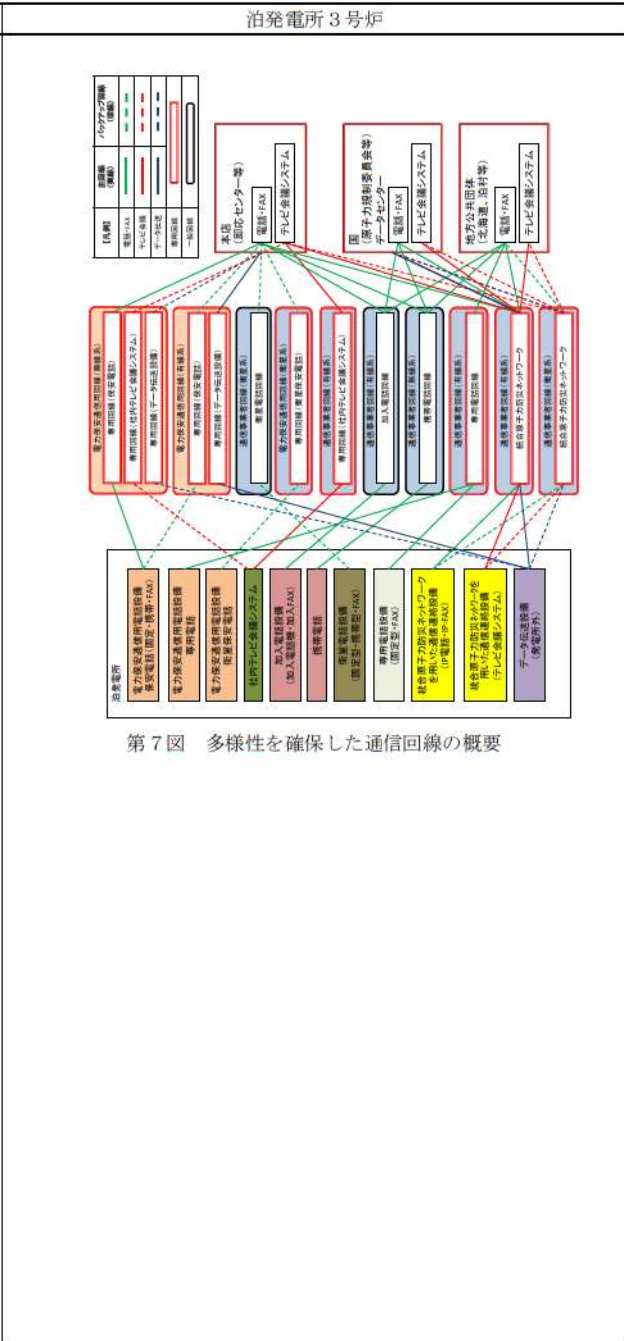 泊発電所3号炉
【凡例】
主回線
(実線)
バックアップ回線
(破線)
電話・FAX
テレビ会議
データ伝送
専用回線
一般回線
本店
(即応センター等)
電話・FAX
テレビ会議システム
国
(原子力規制委員会等)
データセンター
電話・FAX
テレビ会議システム
地方公共団体
(北海道、泊村等)
電話・FAX
テレビ会議システム
電力保安通信用回線(無線系)
専用回線(保安電話)
専用回線(社内テレビ会議システム)
専用回線(データ伝送設備)
電力保安通信用回線(有線系)
専用回線(保安電話)
専用回線(データ伝送設備)
通信事業者回線(衛星系)
衛星電話回線
電力保安通信用回線(衛星系)
専用回線(衛星保安電話)
通信事業者回線(有線系)
専用回線(社内テレビ会議システム)
通信事業者回線(有線系)
加入電話回線
通信事業者回線(無線系)
携帯電話回線
通信事業者回線(有線系)
専用電話回線
通信事業者回線(有線系)
統合原子力防災ネットワーク
通信事業者回線(衛星系)
統合原子力防災ネットワーク
泊発電所
電力保安通信用電話設備
保安電話(固定・携帯・FAX)
電力保安通信用電話設備
専用電話
電力保安通信用電話設備
衛星保安電話
社内テレビ会議システム
加入電話設備
(加入電話機・加入FAX)
携帯電話
衛星電話設備
(固定型・携帯型・FAX)
専用電話設備
(固定型・FAX)
統合原子力防災ネットワーク
を用いた通信連絡設備
(IP電話・IP-FAX)
統合原子力防災ネットワークを
用いた通信連絡設備
(テレビ会議システム)
データ伝送設備
(発電所外)
第7図 多様性を確保した通信回線の概要